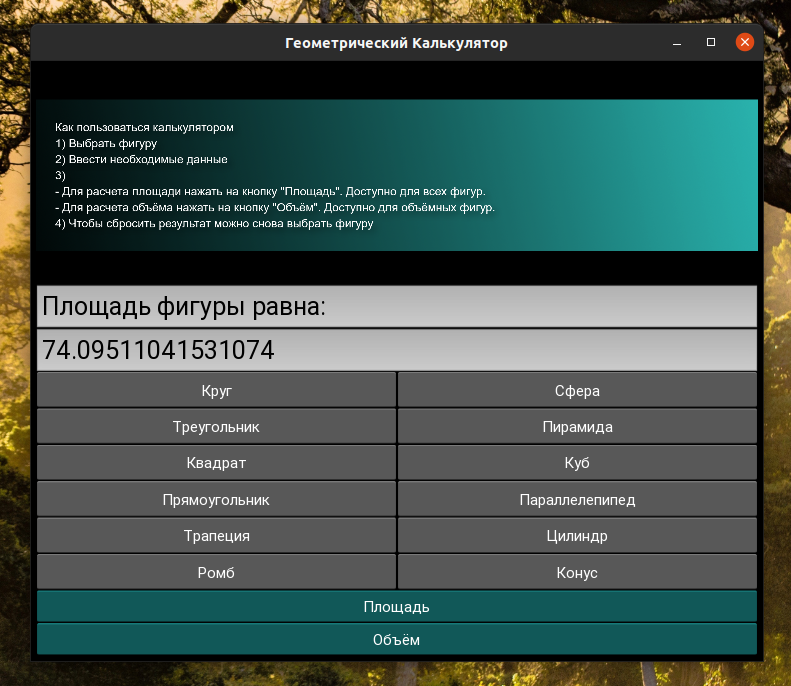 Геометрический Калькулятор
Как пользоваться калькулятором
1) Выбрать фигуру
2) Ввести необходимые данные
3)
- Для расчета площади нажать на кнопку "Площадь". Доступно для всех фигур.
- Для расчета объёма нажать на кнопку "Объём". Доступно для объёмных фигур.
4) Чтобы сбросить результат можно снова выбрать фигуру
Площадь фигуры равна:
74.09511041531074
Круг
Сфера
Треугольник
Пирамида
Квадрат
Куб
Прямоугольник
Параллелепипед
Трапеция
Цилиндр
Ромб
Конус
Площадь
Объём